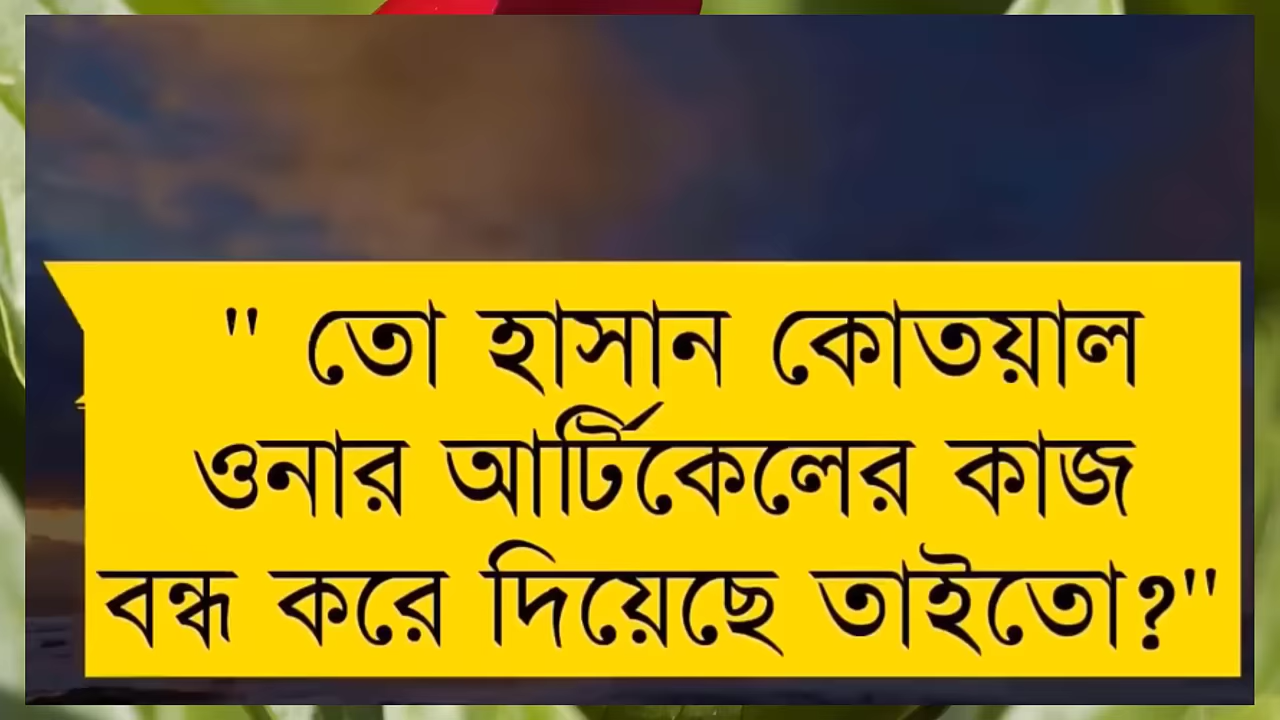 " তো হাসান কোতয়াল
ওনার আর্টিকেলের কাজ
বন্ধ করে দিয়েছে তাইতো?"